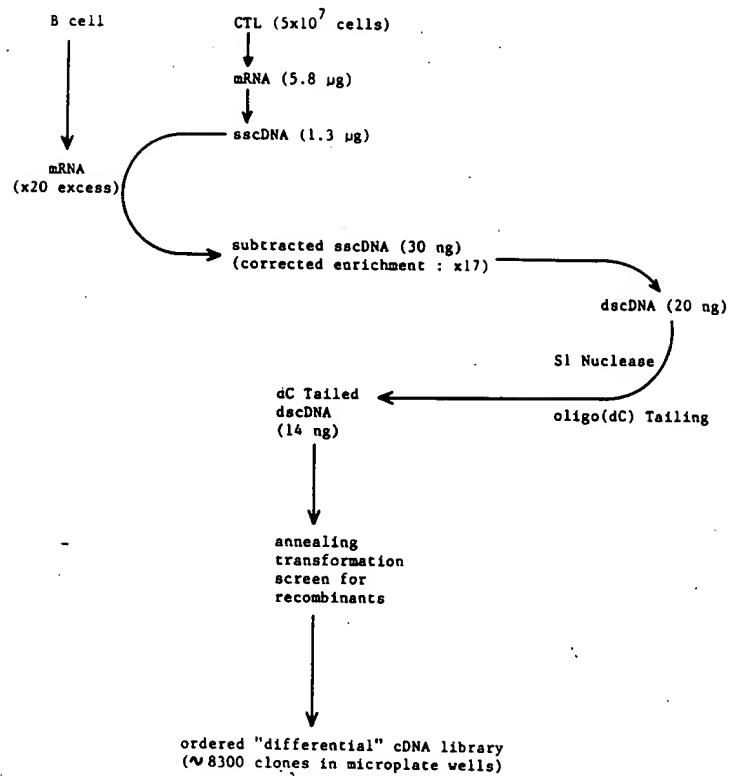 B cell
CTL (5x10⁷ cells)
mRNA (5.8 µg)
sscDNA (1.3 µg)
mRNA
(x20 excess)
subtracted sscDNA (30 ng)
(corrected enrichment : x17)
dscDNA (20 ng)
S1 Nuclease
oligo(dC) Tailing
dC Tailed
dscDNA
(14 ng)
annealing
transformation
screen for
recombinants
ordered "differential" cDNA library
(~8300 clones in microplate wells)